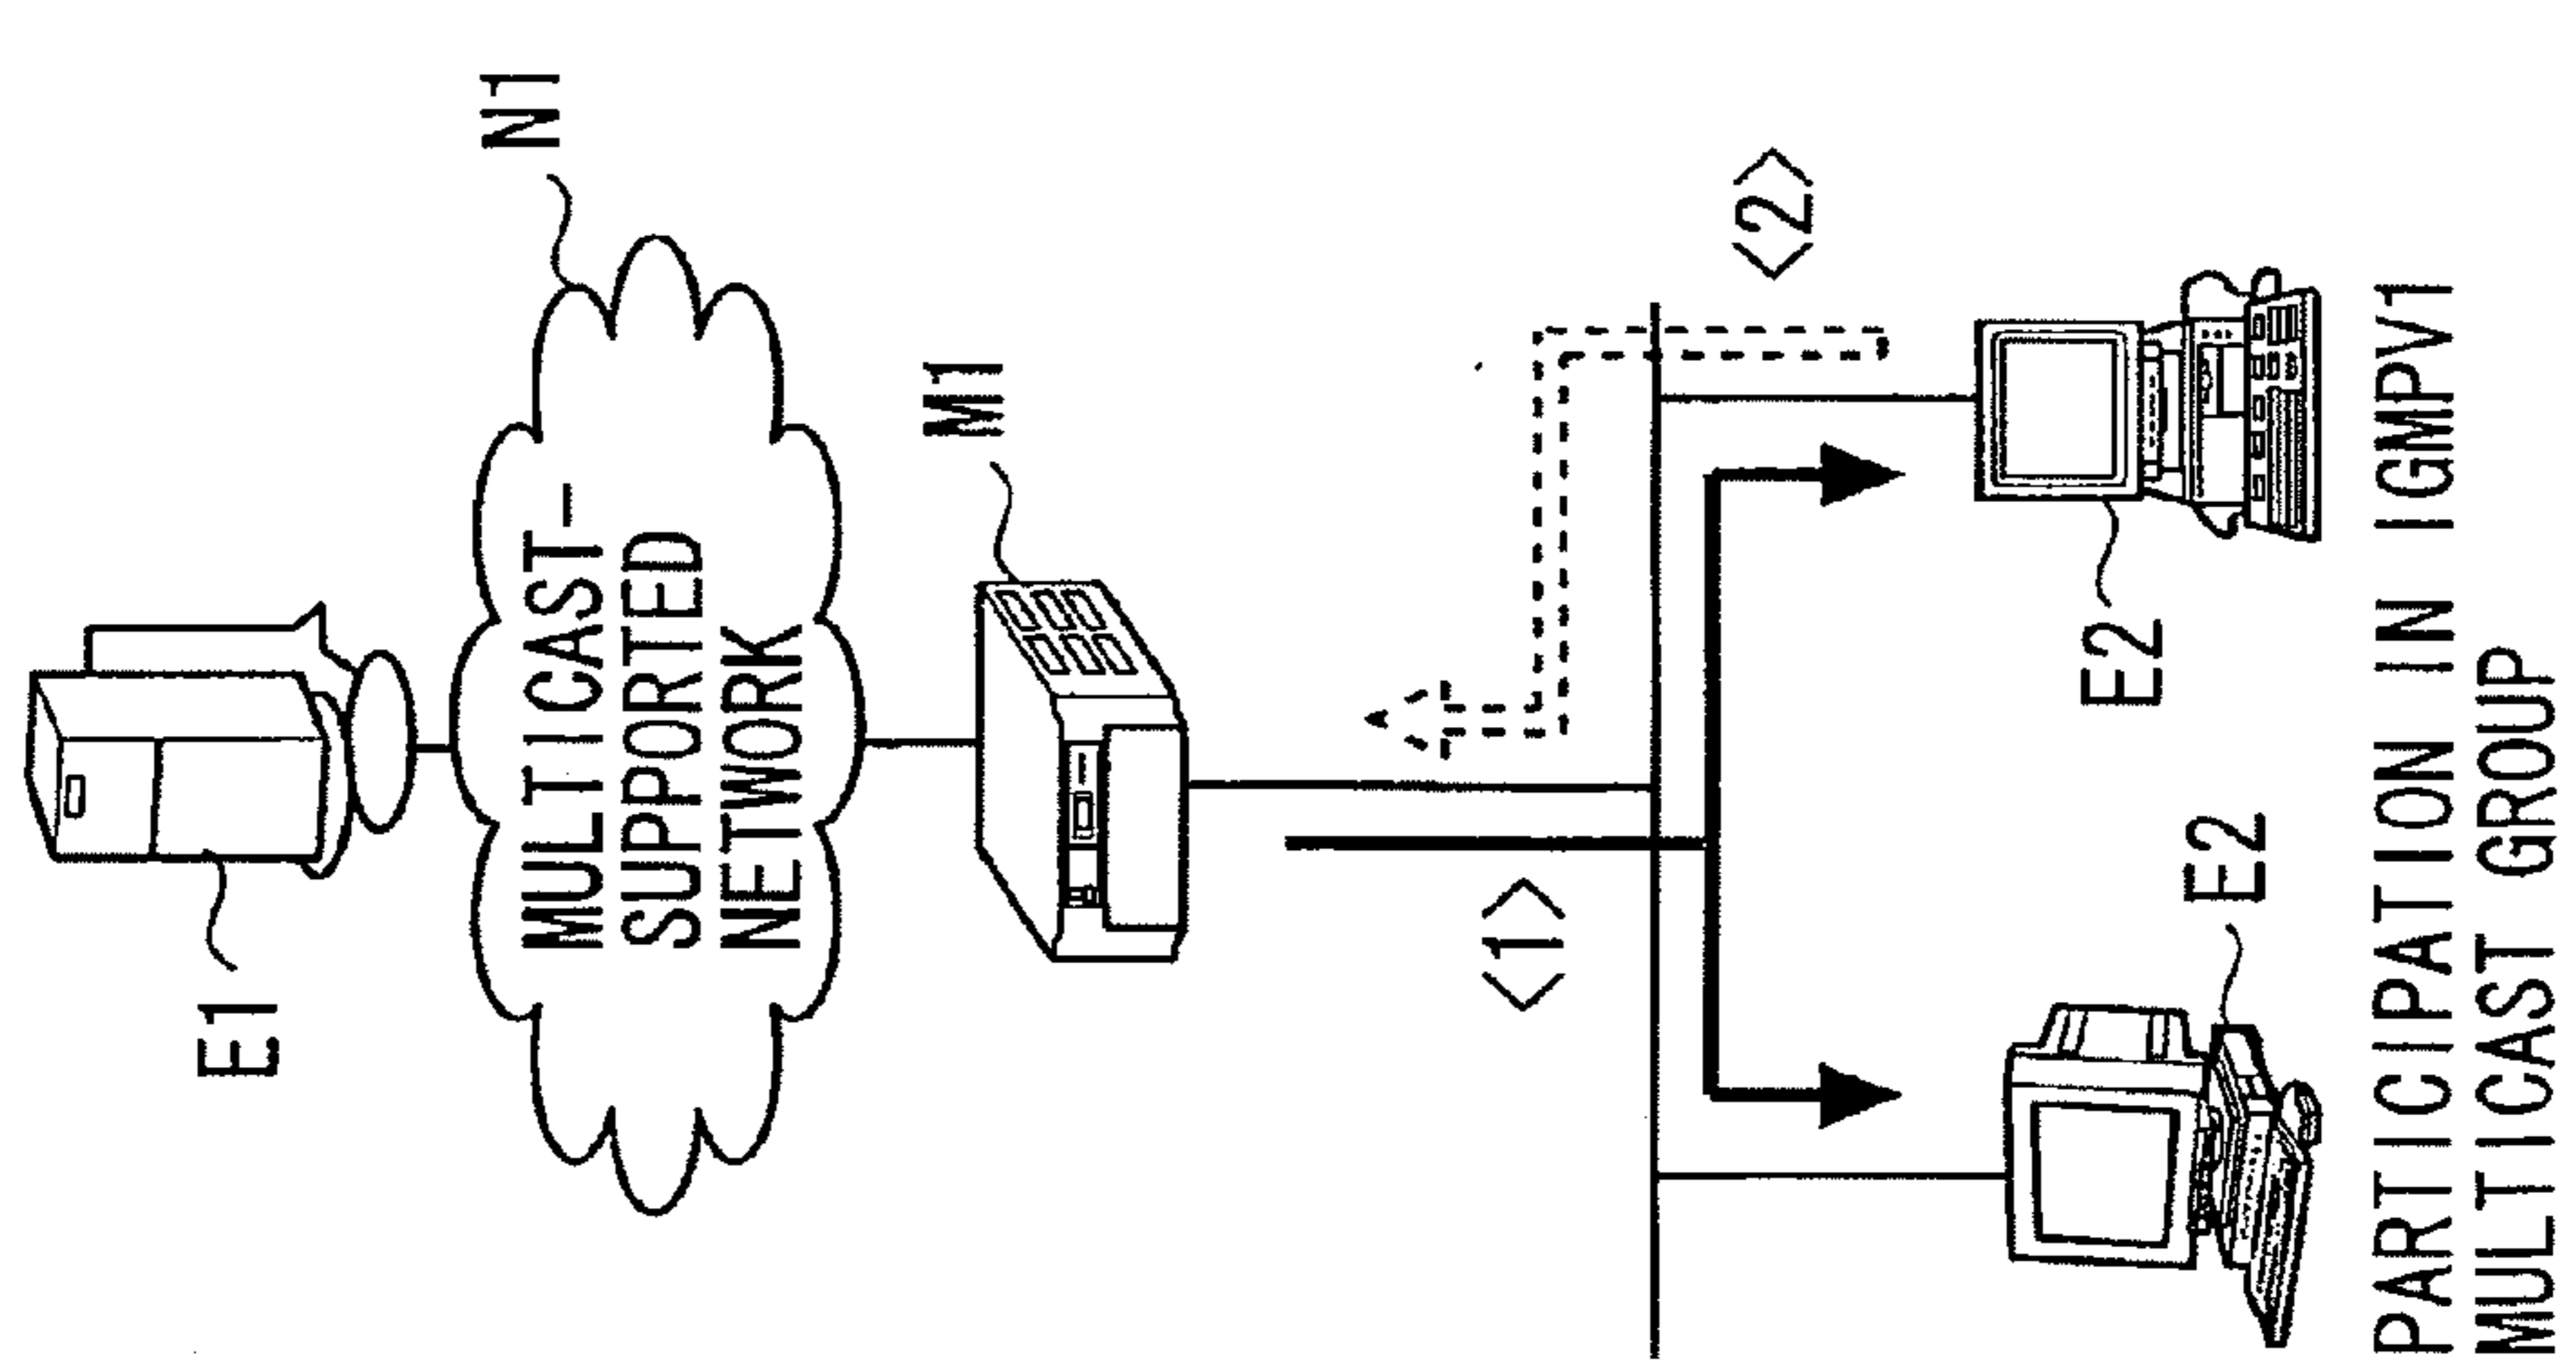 E1
N1
MULTICAST-
SUPPORTED
NETWORK
M1
<1>
<2>
E2
E2
PARTICIPATION IN IGMPV1
MULTICAST GROUP